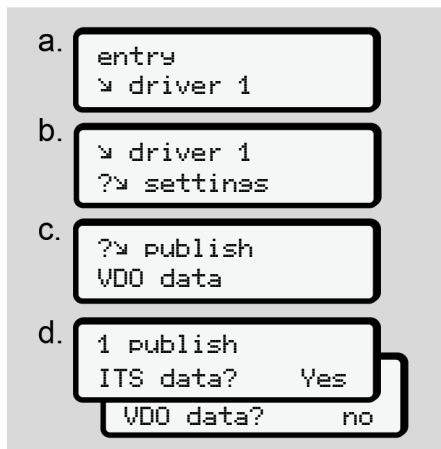 a.
entry
↘ driver 1
b.
↘ driver 1
?↘ settings
c.
?↘ publish
VDO data
d.
1 publish
ITS data? Yes
VDO data? no